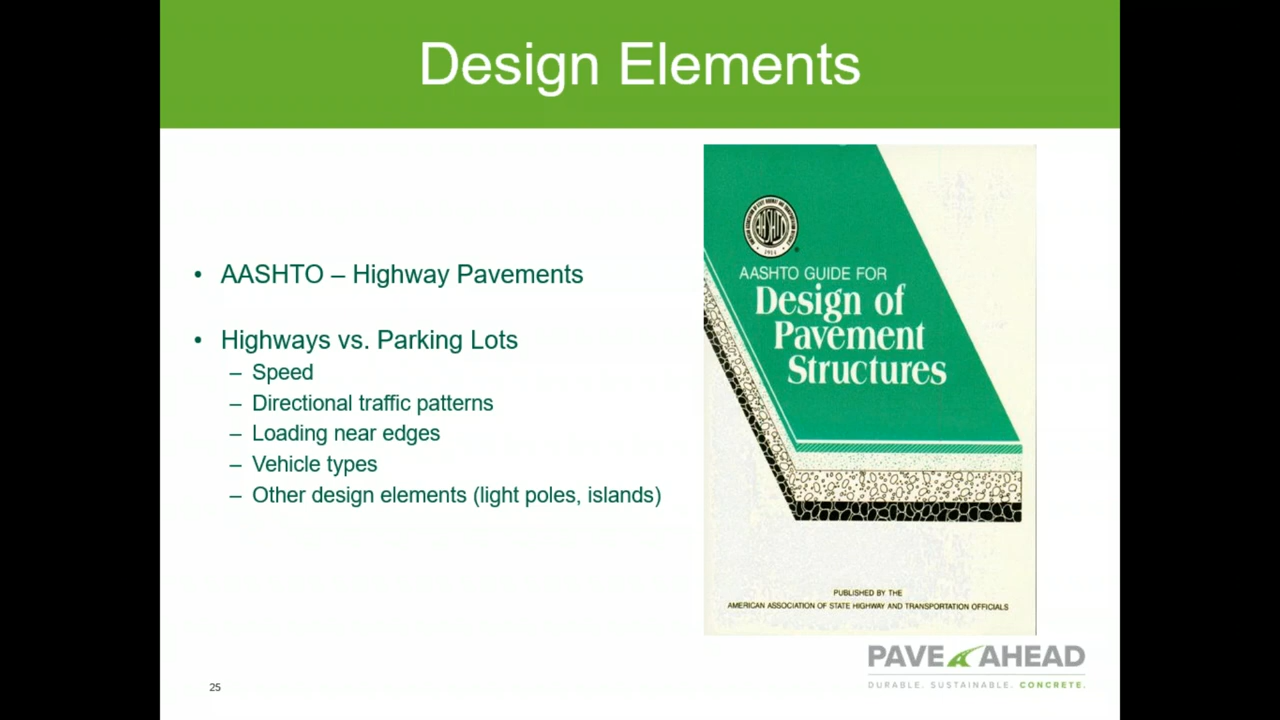 Design Elements
• AASHTO – Highway Pavements
• Highways vs. Parking Lots
– Speed
– Directional traffic patterns
– Loading near edges
– Vehicle types
– Other design elements (light poles, islands)
AASHTO
1914
AASHTO GUIDE FOR
Design of
Pavement
Structures
PUBLISHED BY THE
AMERICAN ASSOCIATION OF STATE HIGHWAY AND TRANSPORTATION OFFICIALS
PAVE AHEAD
DURABLE. SUSTAINABLE. CONCRETE.
25